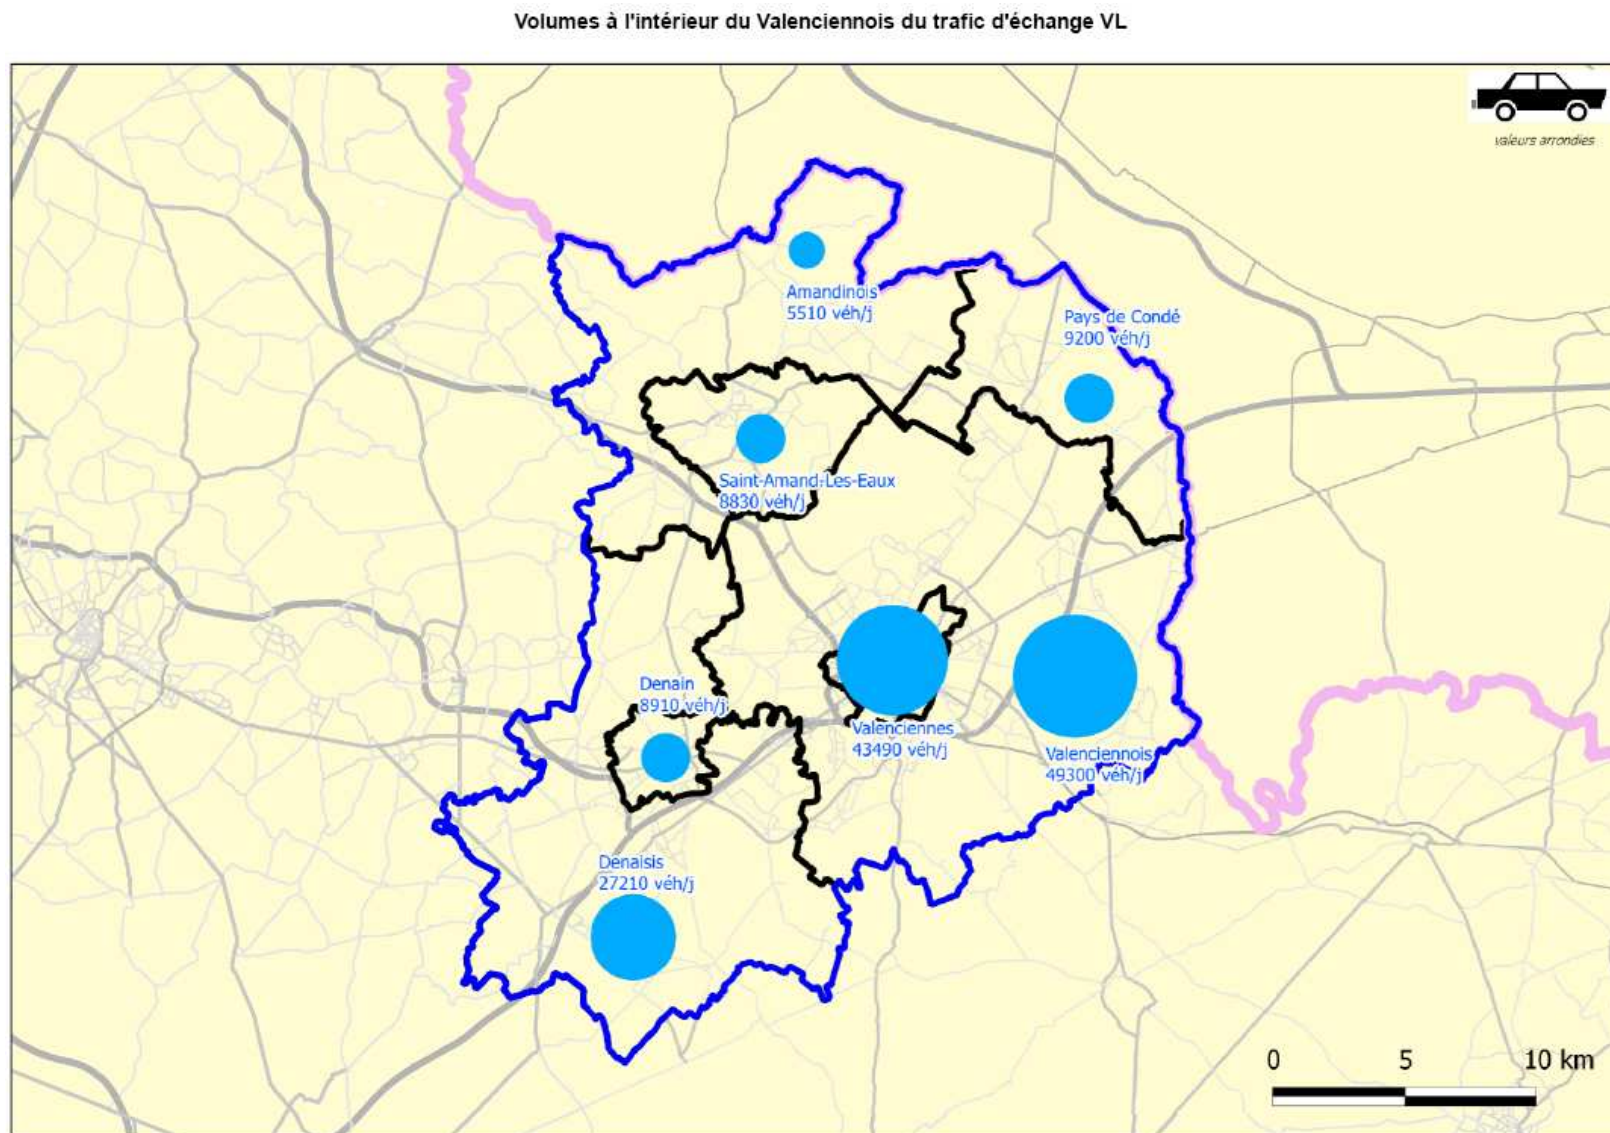 Volumes à l'intérieur du Valenciennois du trafic d'échange VL
valeurs arrondies
Amandinois
5510 véh/j
Pays de Condé
9200 véh/j
Saint-Amand-Les-Eaux
8830 véh/j
Denain
8910 véh/j
Valenciennes
43490 véh/j
Valenciennois
49300 véh/j
Denaisis
27210 véh/j
0 5 10 km